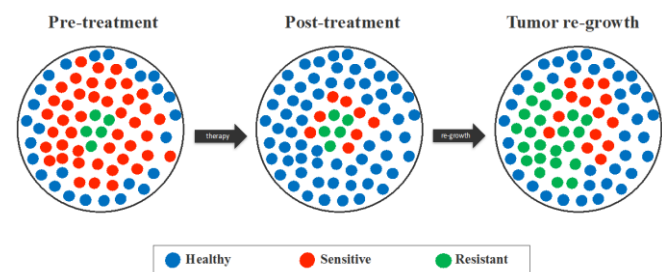 Pre-treatment Post-treatment Tumor re-growth
therapy re-growth
Healthy Sensitive Resistant